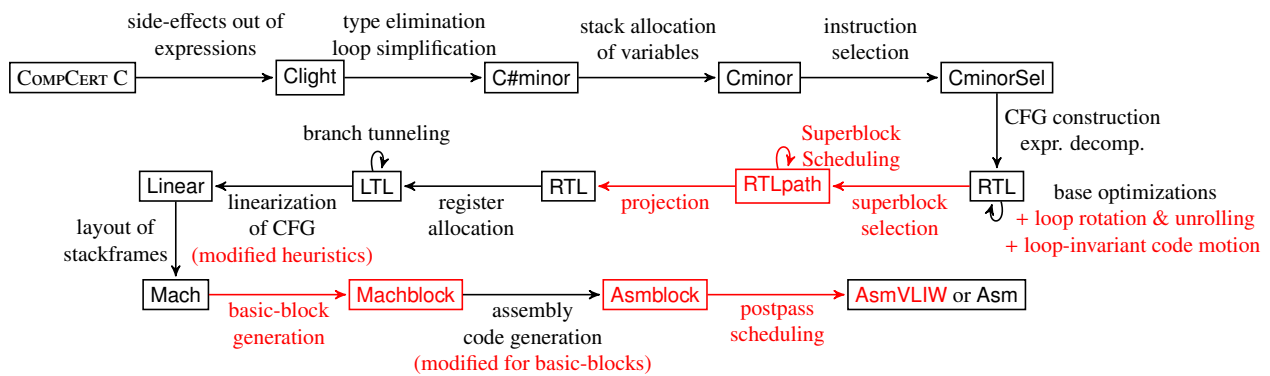 side-effects out of
expressions
type elimination
loop simplification
stack allocation
of variables
instruction
selection
COMPCERT C
Clight
C#minor
Cminor
CminorSel
CFG construction
expr. decomp.
branch tunneling
Superblock
Scheduling
Linear
LTL
RTL
RTLpath
RTL
linearization
of CFG
(modified heuristics)
register
allocation
projection
superblock
selection
base optimizations
+ loop rotation & unrolling
+ loop-invariant code motion
layout of
stackframes
Mach
Machblock
Asmblock
AsmVLIW or Asm
basic-block
generation
assembly
code generation
(modified for basic-blocks)
postpass
scheduling